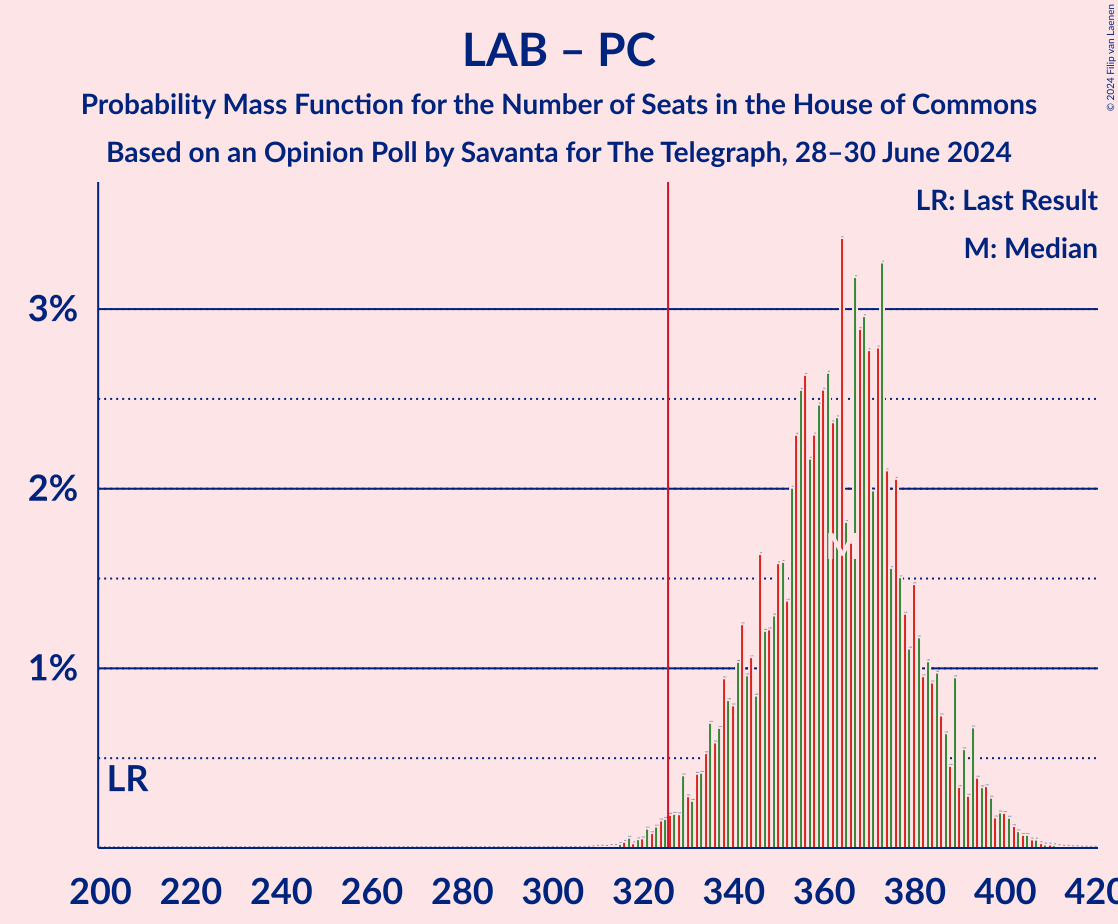 LAB – PC
Probability Mass Function for the Number of Seats in the House of Commons
Based on an Opinion Poll by Savanta for The Telegraph, 28–30 June 2024
© 2024 Filip van Laenen
LR: Last Result
M: Median
3%
2%
1%
LR
M
200 220 240 260 280 300 320 340 360 380 400 420